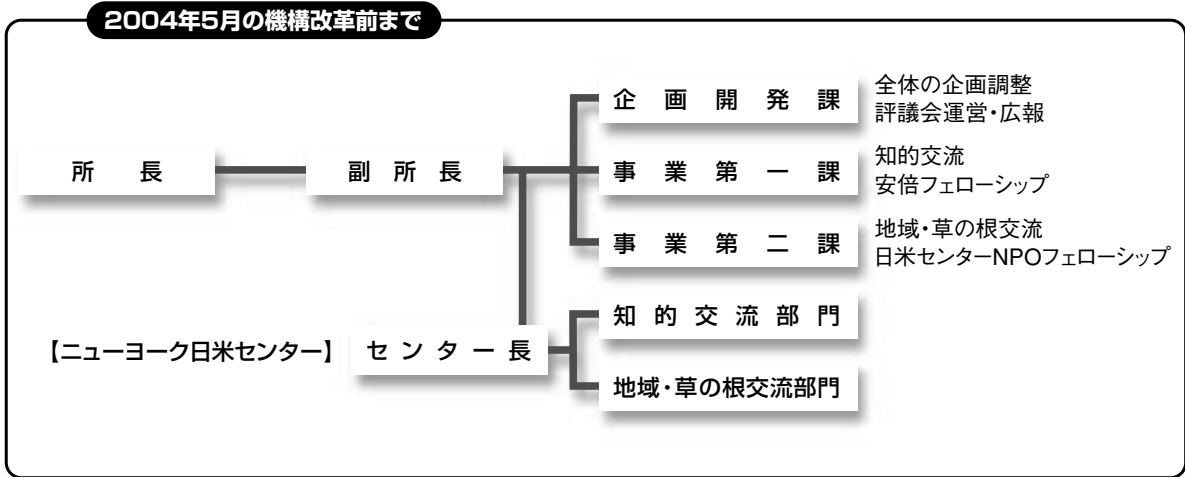 2004年5月の機構改革前まで
所長
副所長
企画開発課
全体の企画調整
評議会運営・広報
事業第一課
知的交流
安倍フェローシップ
事業第二課
地域・草の根交流
日米センターNPOフェローシップ
【ニューヨーク日米センター】
センター長
知的交流部門
地域・草の根交流部門